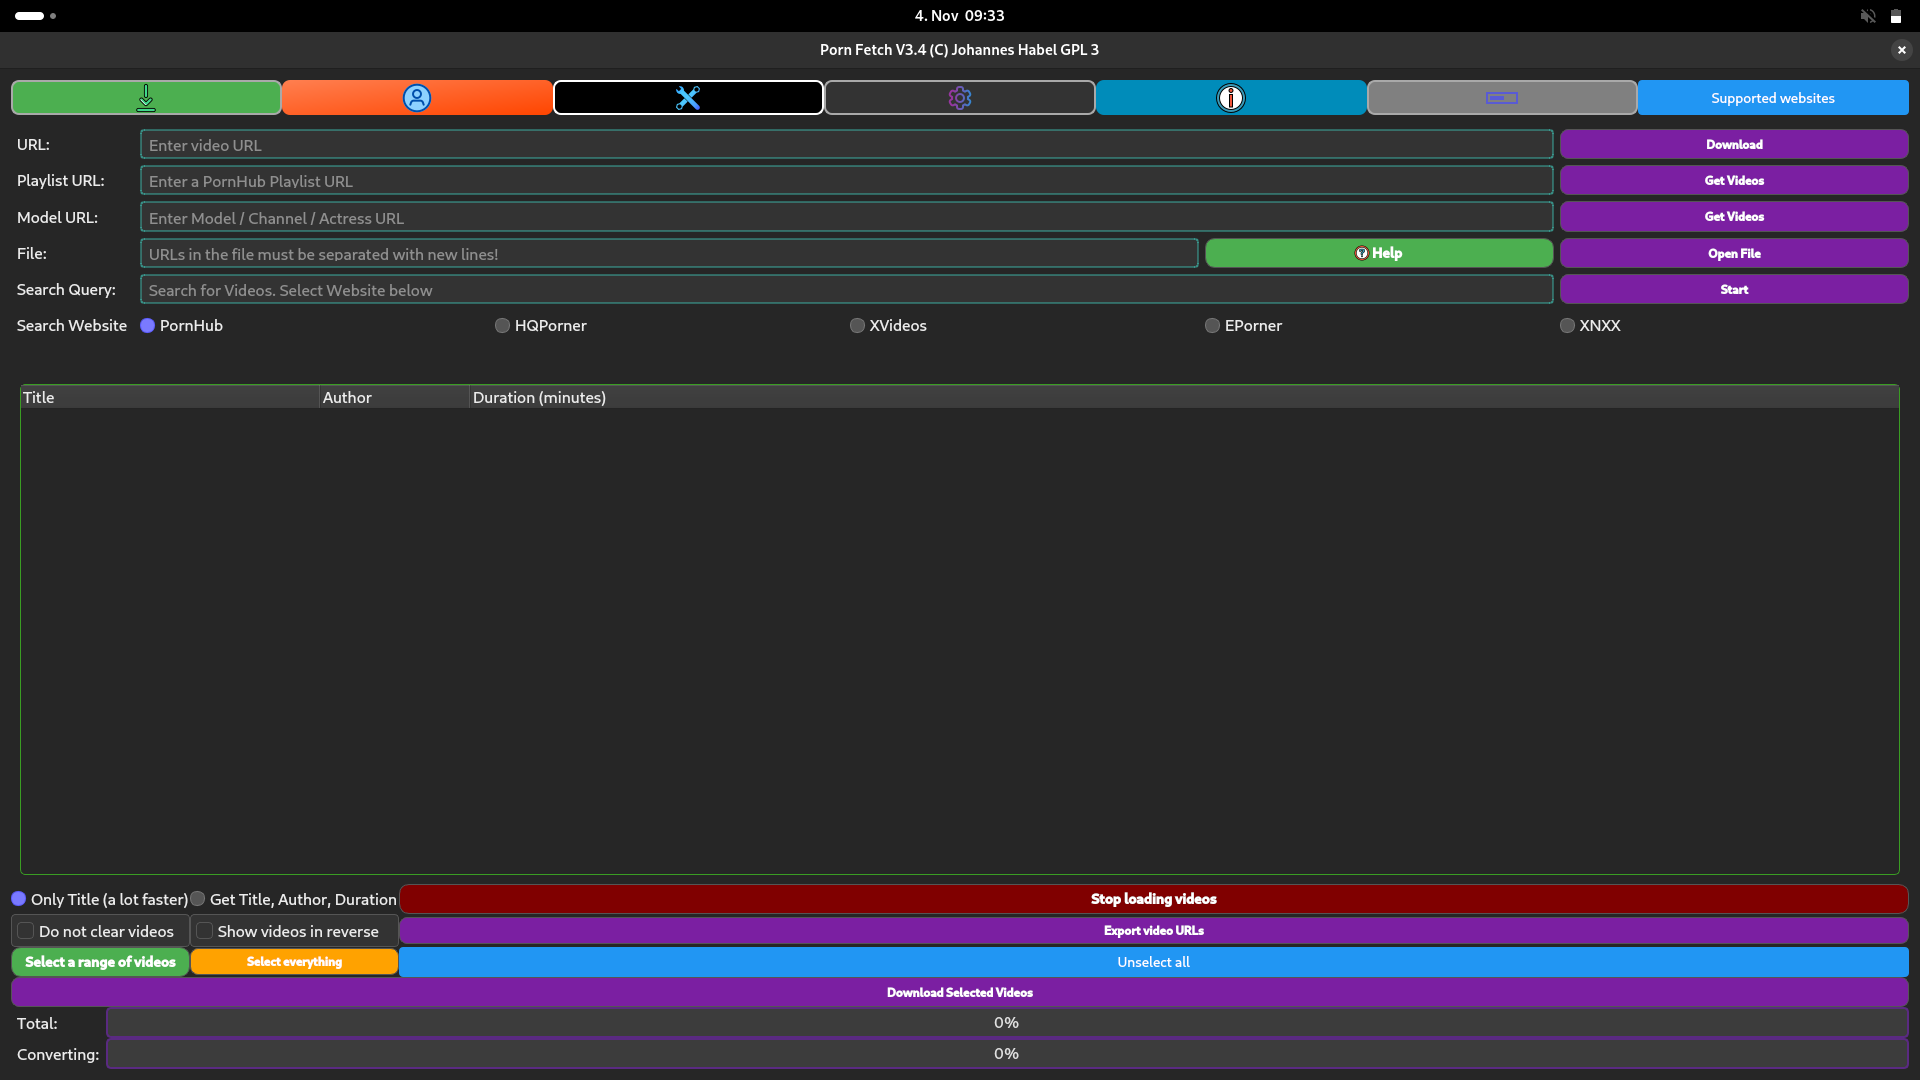 4. Nov 09:33
Porn Fetch V3.4 (C) Johannes Habel GPL 3
Supported websites
URL: Enter video URL Download
Playlist URL: Enter a PornHub Playlist URL Get Videos
Model URL: Enter Model / Channel / Actress URL Get Videos
File: URLs in the file must be separated with new lines! Help Open File
Search Query: Search for Videos. Select Website below Start
Search Website PornHub HQPorner XVideos EPorner XNXX
Title Author Duration (minutes)
Only Title (a lot faster) Get Title, Author, Duration Stop loading videos
Do not clear videos Show videos in reverse Export video URLs
Select a range of videos Select everything Unselect all
Download Selected Videos
Total: 0%
Converting: 0%